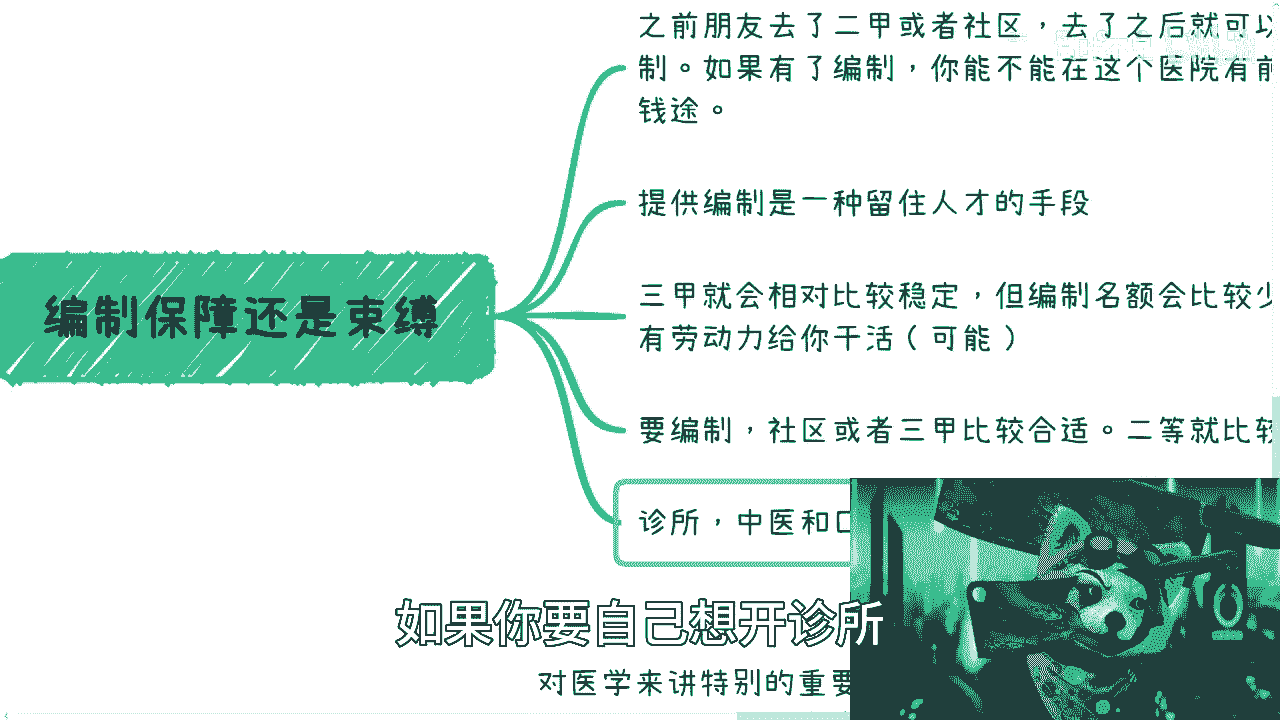 之前朋友去了二甲或者社区，去了之后就可以
制。如果有了编制，你能不能在这个医院有前
钱途。
提供编制是一种留住人才的手段
编制保障还是束缚
三甲就会相对比较稳定，但编制名额会比较少
有劳动力给你干活（可能）
要编制，社区或者三甲比较合适。二等就比较
诊所，中医和口
如果你要自己想开诊所
对医学来讲特别的重要